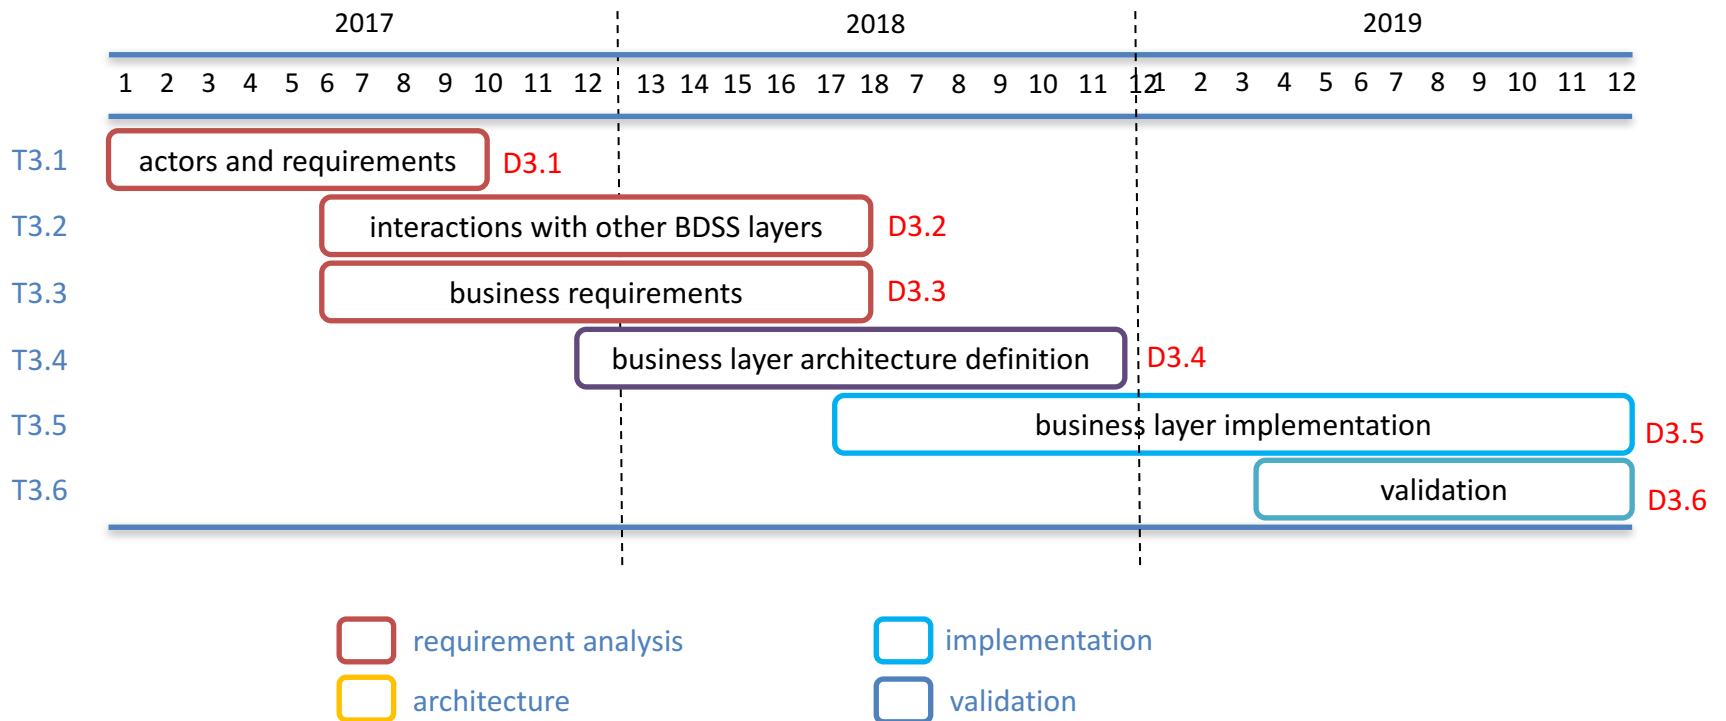 2017 2018 2019
1 2 3 4 5 6 7 8 9 10 11 12 13 14 15 16 17 18 7 8 9 10 11 12 1 2 3 4 5 6 7 8 9 10 11 12
T3.1 actors and requirements D3.1
T3.2 interactions with other BDSS layers D3.2
T3.3 business requirements D3.3
T3.4 business layer architecture definition D3.4
T3.5 business layer implementation D3.5
T3.6 validation D3.6
requirement analysis implementation
architecture validation